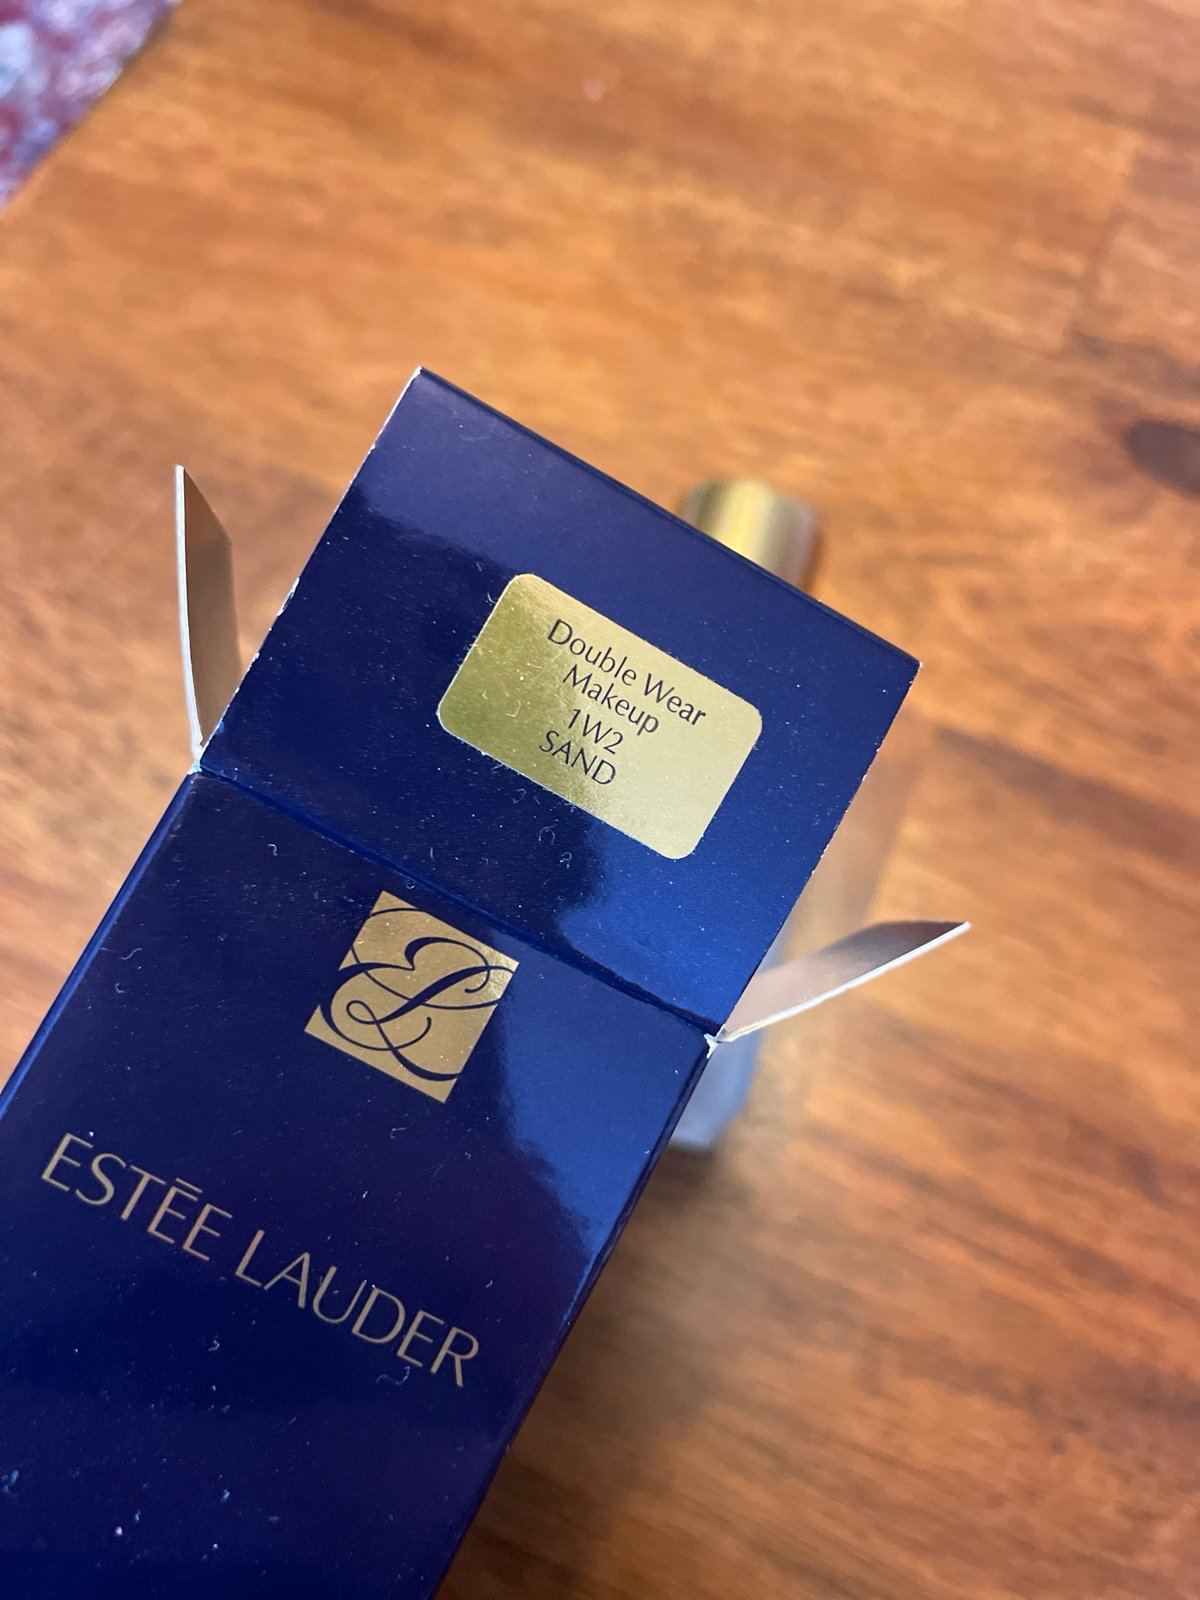 Double Wear
Makeup
1W2
SAND
ESTĒE LAUDER